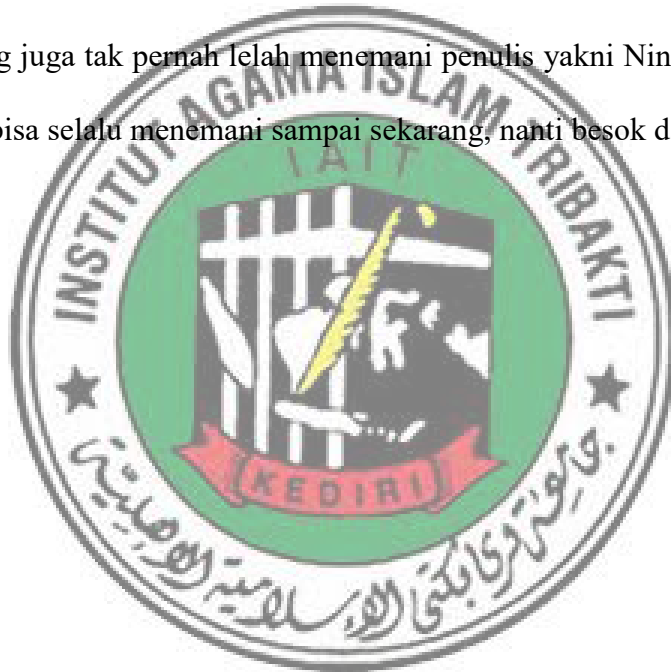 juga tak pernah lelah menemani penulis yakni Nin
bisa selalu menemani sampai sekarang, nanti besok d
INSTITUT AGAMA ISLAM TRIBAKTI
IAIT
KEDIRI